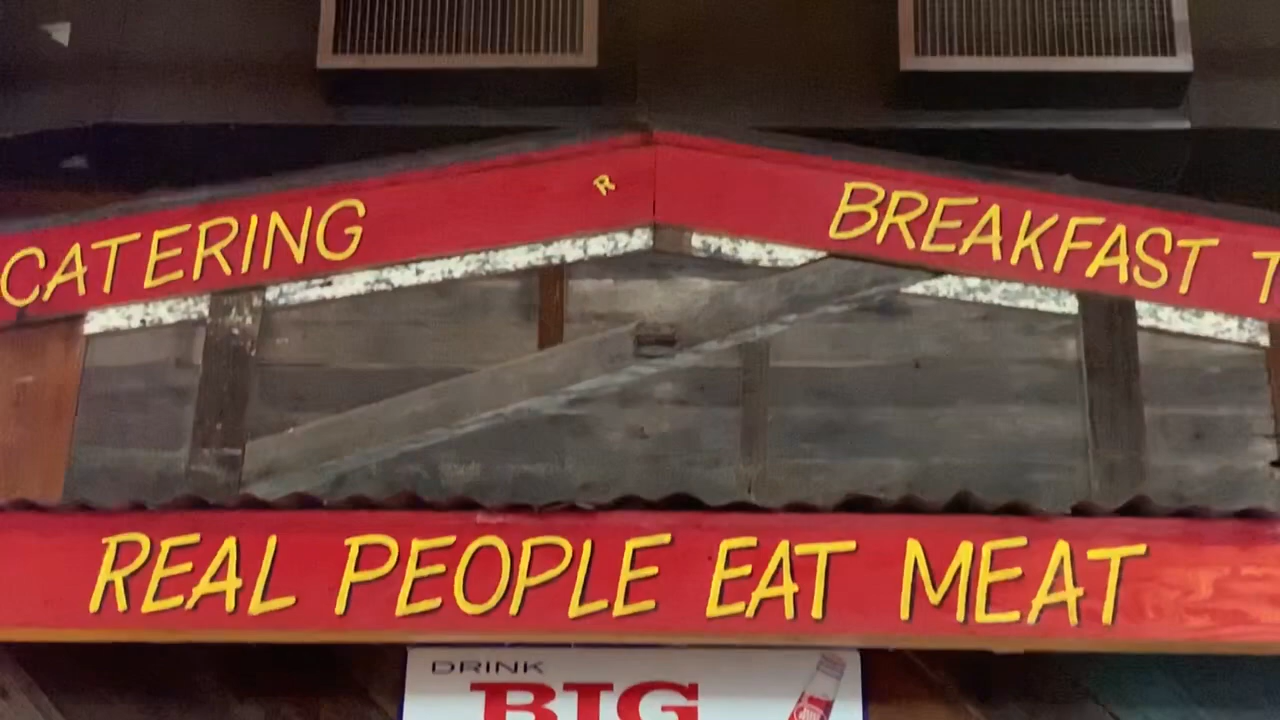 CATERING
R
BREAKFAST T
REAL PEOPLE EAT MEAT
DRINK
BIG